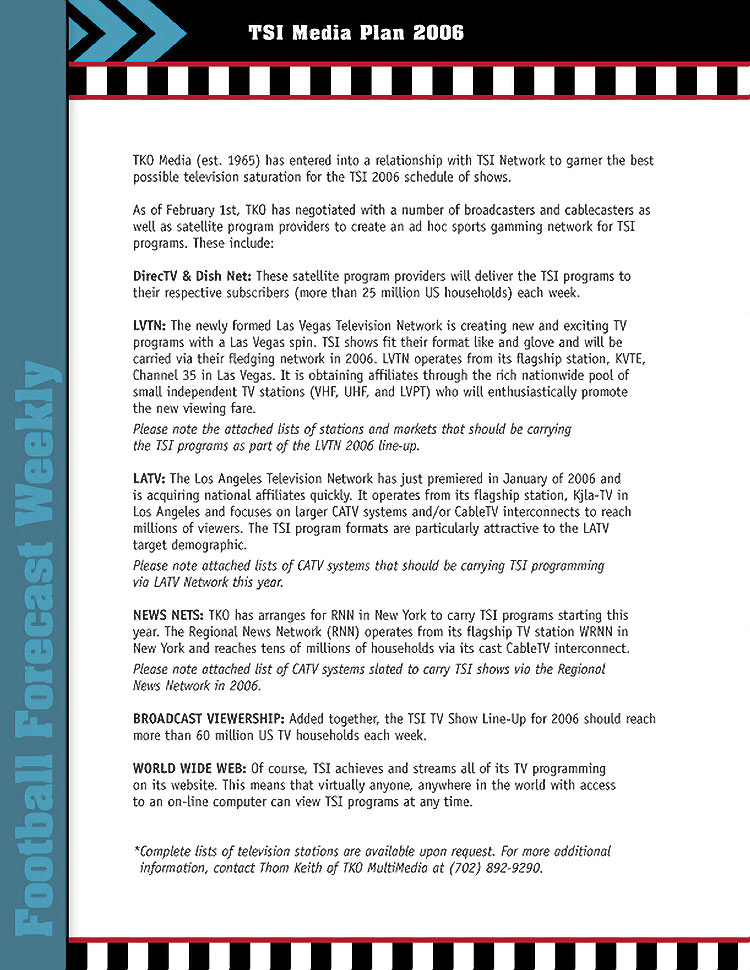 TSI Media Plan 2006
Football Forecast Weekly
TKO Media (est. 1965) has entered into a relationship with TSI Network to garner the best
possible television saturation for the TSI 2006 schedule of shows.
As of February 1st, TKO has negotiated with a number of broadcasters and cablecasters as
well as satellite program providers to create an ad hoc sports gamming network for TSI
programs. These include:
DirecTV & Dish Net: These satellite program providers will deliver the TSI programs to
their respective subscribers (more than 25 million US households) each week.
LVTN: The newly formed Las Vegas Television Network is creating new and exciting TV
programs with a Las Vegas spin. TSI shows fit their format like and glove and will be
carried via their fledging network in 2006. LVTN operates from its flagship station, KVTE,
Channel 35 in Las Vegas. It is obtaining affiliates through the rich nationwide pool of
small independent TV stations (VHF, UHF, and LVPT) who will enthusiastically promote
the new viewing fare.
Please note the attached lists of stations and markets that should be carrying
the TSI programs as part of the LVTN 2006 line-up.
LATV: The Los Angeles Television Network has just premiered in January of 2006 and
is acquiring national affiliates quickly. It operates from its flagship station, Kjla-TV in
Los Angeles and focuses on larger CATV systems and/or CableTV interconnects to reach
millions of viewers. The TSI program formats are particularly attractive to the LATV
target demographic.
Please note attached lists of CATV systems that should be carrying TSI programming
via LATV Network this year.
NEWS NETS: TKO has arranges for RNN in New York to carry TSI programs starting this
year. The Regional News Network (RNN) operates from its flagship TV station WRNN in
New York and reaches tens of millions of households via its cast CableTV interconnect.
Please note attached list of CATV systems slated to carry TSI shows via the Regional
News Network in 2006.
BROADCAST VIEWERSHIP: Added together, the TSI TV Show Line-Up for 2006 should reach
more than 60 million US TV households each week.
WORLD WIDE WEB: Of course, TSI achieves and streams all of its TV programming
on its website. This means that virtually anyone, anywhere in the world with access
to an on-line computer can view TSI programs at any time.
*Complete lists of television stations are available upon request. For more additional
information, contact Thom Keith of TKO MultiMedia at (702) 892-9290.